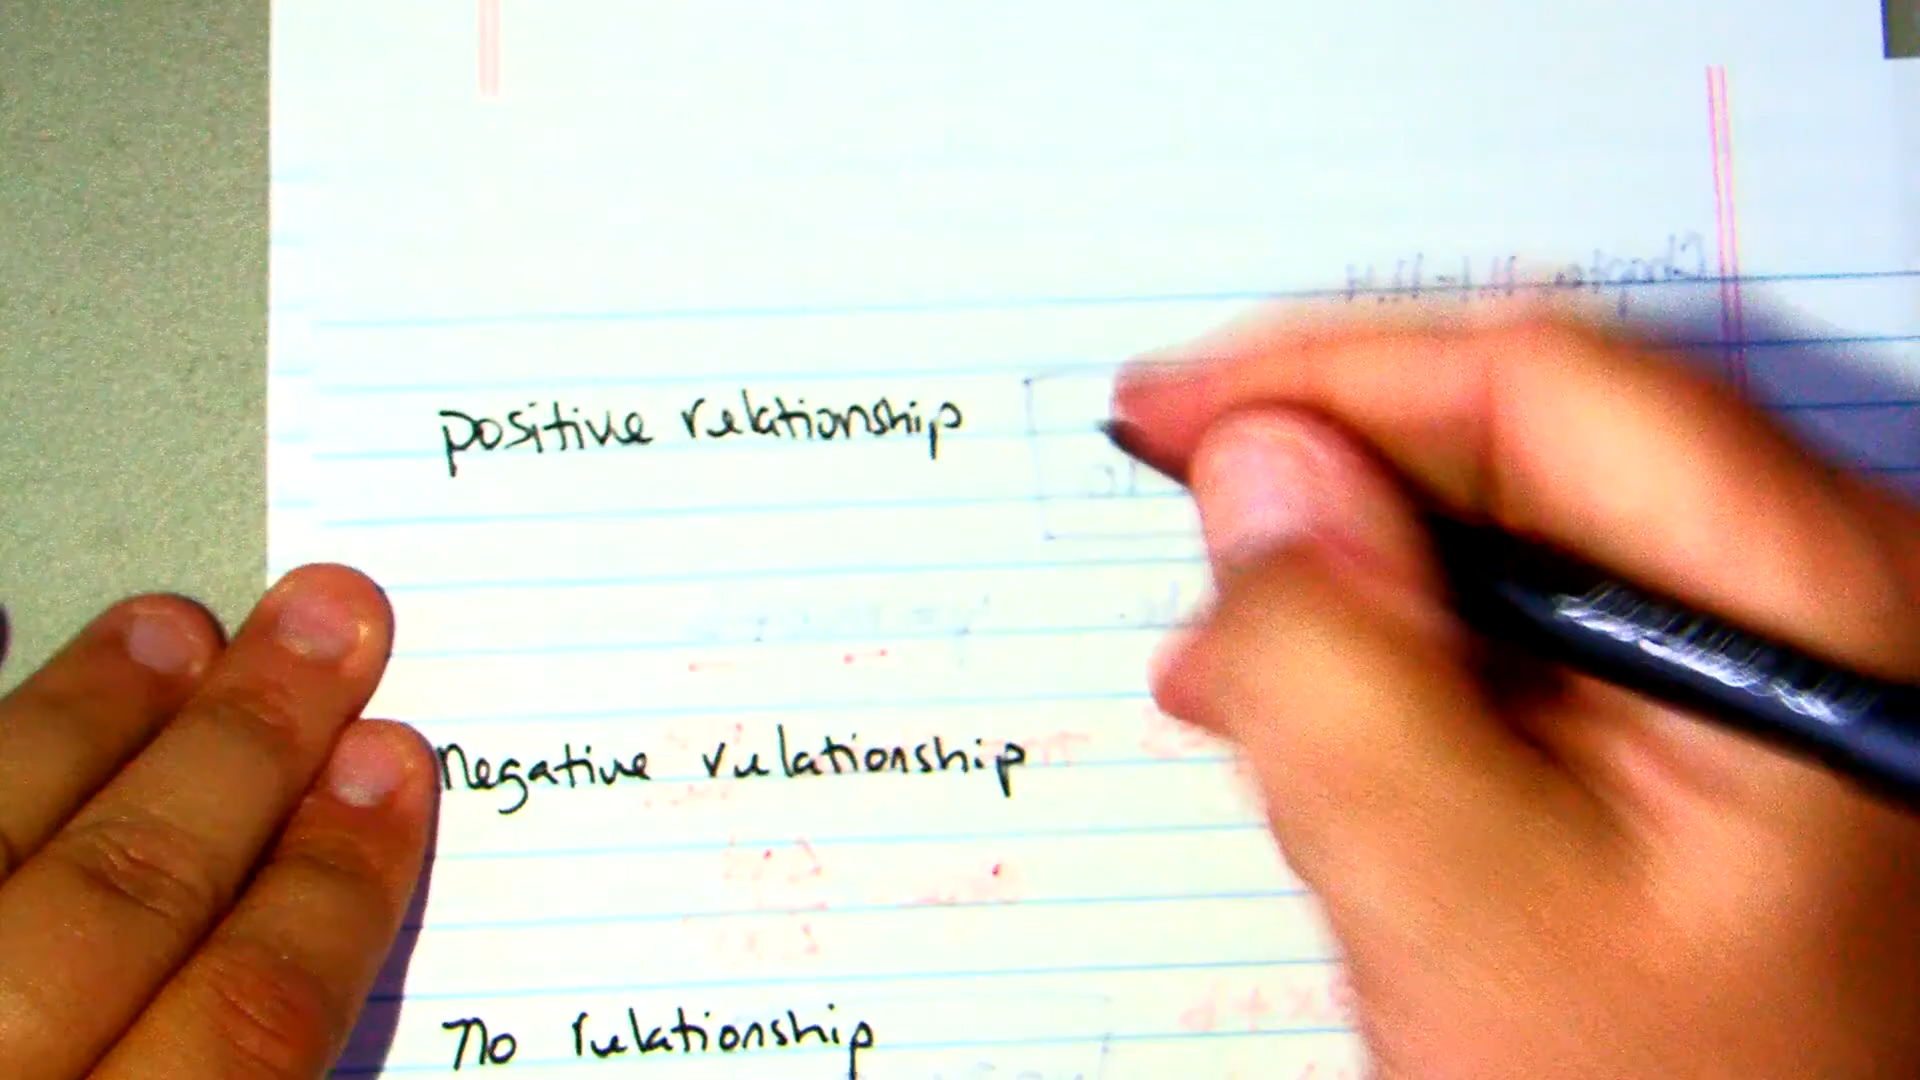 positive relationship
negative relationship
no relationship